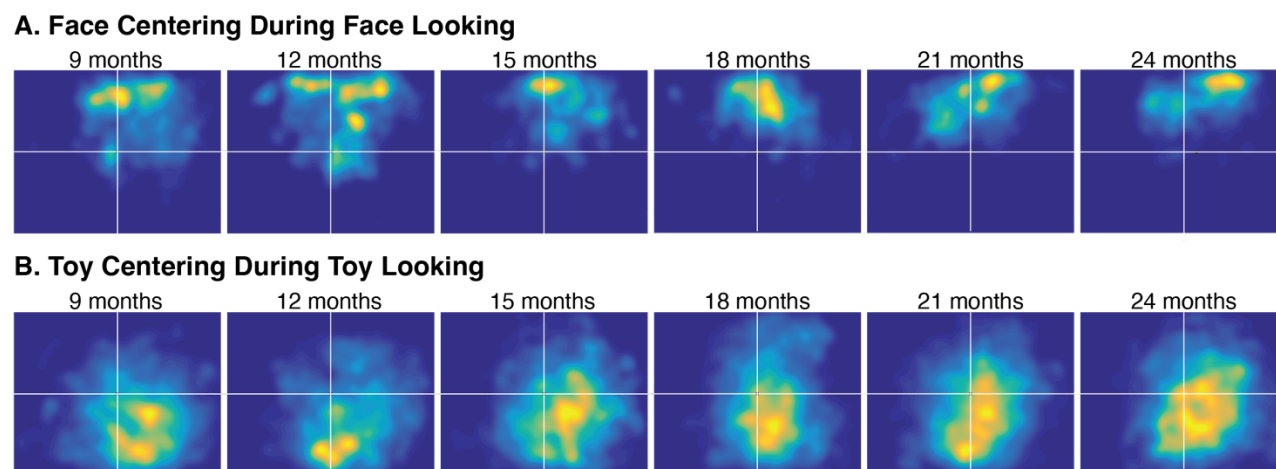 A. Face Centering During Face Looking
9 months 12 months 15 months 18 months 21 months 24 months
B. Toy Centering During Toy Looking
9 months 12 months 15 months 18 months 21 months 24 months